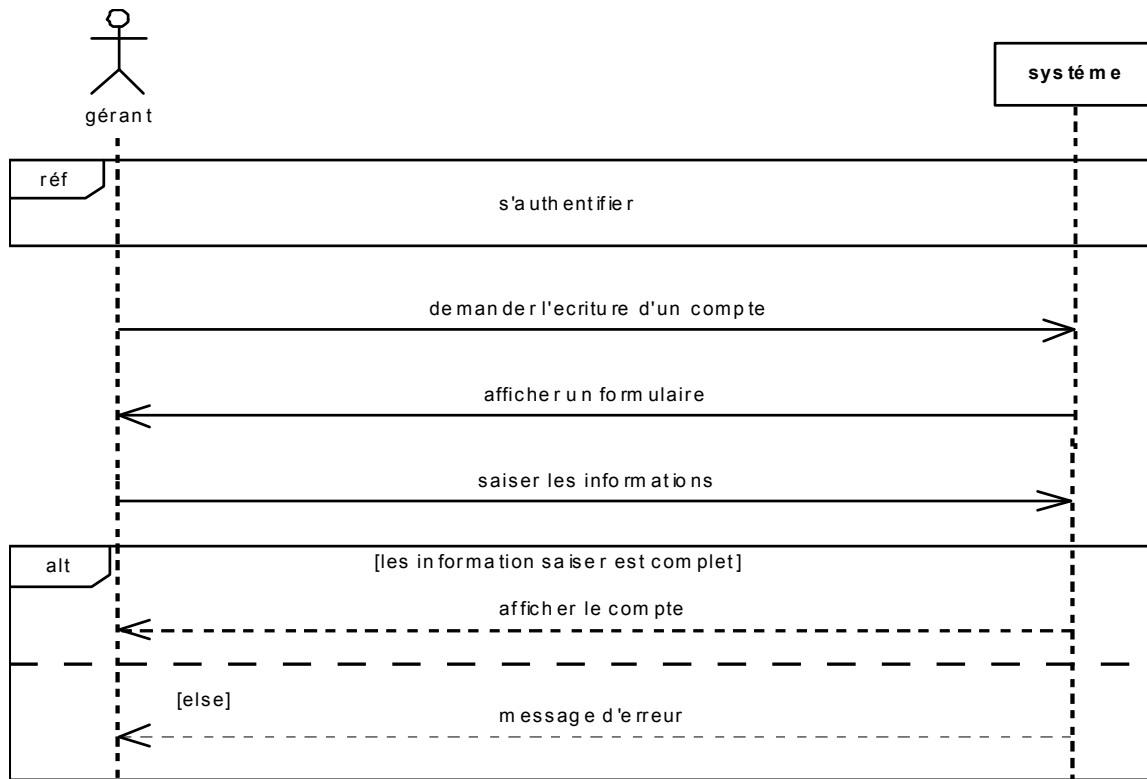 systéme
gérant
réf
s'authentifier
demander l'ecriture d'un compte
afficher un formulaire
saiser les informations
alt
[les information saiser est complet]
afficher le compte
[else]
message d'erreur